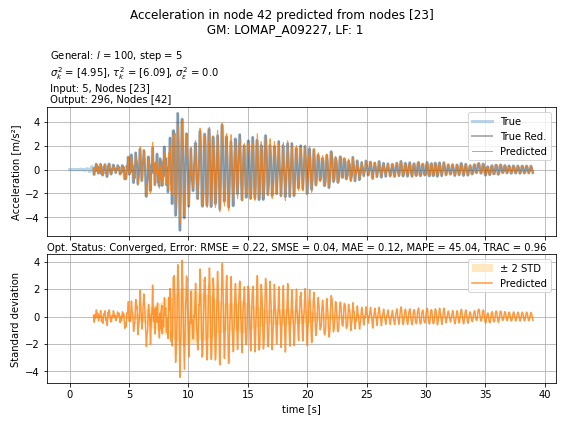 Acceleration in node 42 predicted from nodes [23]
GM: LOMAP_A09227, LF: 1
General: l = 100, step = 5
σ²ₖ = [4.95], τ²ₖ = [6.09], σ²ε = 0.0
Input: 5, Nodes [23]
Output: 296, Nodes [42]
Acceleration [m/s²]
4
2
0
−2
−4
True
True Red.
Predicted
Opt. Status: Converged, Error: RMSE = 0.22, SMSE = 0.04, MAE = 0.12, MAPE = 45.04, TRAC = 0.96
Standard deviation
4
2
0
−2
−4
± 2 STD
Predicted
0 5 10 15 20 25 30 35 40
time [s]